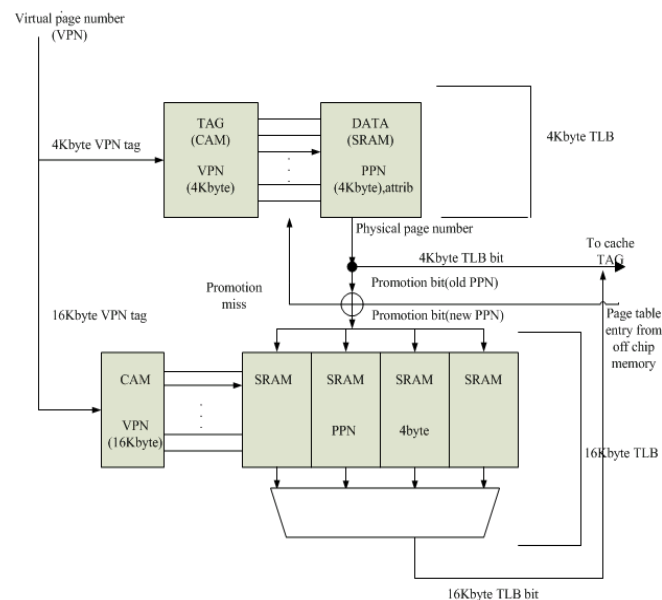 Virtual page number
(VPN)
4Kbyte VPN tag
TAG
(CAM)
VPN
(4Kbyte)
DATA
(SRAM)
PPN
(4Kbyte),attrib
4Kbyte TLB
Physical page number
4Kbyte TLB bit
To cache
TAG
Promotion bit(old PPN)
Promotion
miss
Promotion bit(new PPN)
16Kbyte VPN tag
Page table
entry from
off chip
memory
CAM
VPN
(16Kbyte)
SRAM
SRAM
SRAM
SRAM
PPN
4byte
16Kbyte TLB
16Kbyte TLB bit